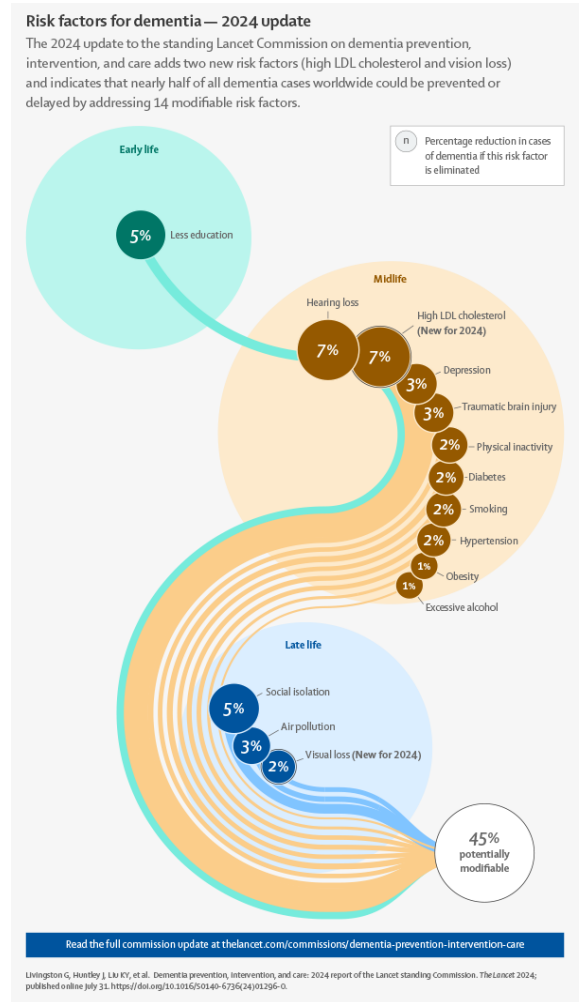 Risk factors for dementia — 2024 update
The 2024 update to the standing Lancet Commission on dementia prevention,
intervention, and care adds two new risk factors (high LDL cholesterol and vision loss)
and indicates that nearly half of all dementia cases worldwide could be prevented or
delayed by addressing 14 modifiable risk factors.
n
Percentage reduction in cases
of dementia if this risk factor
is eliminated
Early life
5%
Less education
Midlife
Hearing loss
7%
High LDL cholesterol
(New for 2024)
7%
Depression
3%
Traumatic brain injury
3%
Physical inactivity
2%
Diabetes
2%
Smoking
2%
Hypertension
2%
Obesity
1%
Excessive alcohol
1%
Late life
Social isolation
5%
Air pollution
3%
Visual loss (New for 2024)
2%
45%
potentially
modifiable
Read the full commission update at thelancet.com/commissions/dementia-prevention-intervention-care
Livingston G, Huntley J, Liu KY, et al. Dementia prevention, intervention, and care: 2024 report of the Lancet standing Commission. The Lancet 2024;
published online July 31. https://doi.org/10.1016/S0140-6736(24)01296-0.